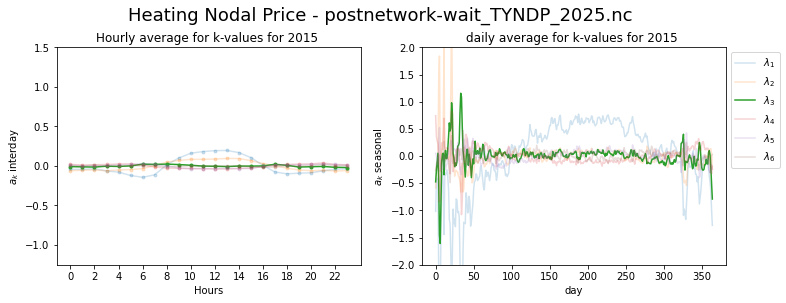 Heating Nodal Price - postnetwork-wait_TYNDP_2025.nc
Hourly average for k-values for 2015
1.5
1.0
0.5
0.0
−0.5
−1.0
a_k interday
0 2 4 6 8 10 12 14 16 18 20 22
Hours
daily average for k-values for 2015
2.0
1.5
1.0
0.5
0.0
−0.5
−1.0
−1.5
−2.0
a_k seasonal
0 50 100 150 200 250 300 350
day
λ₁
λ₂
λ₃
λ₄
λ₅
λ₆